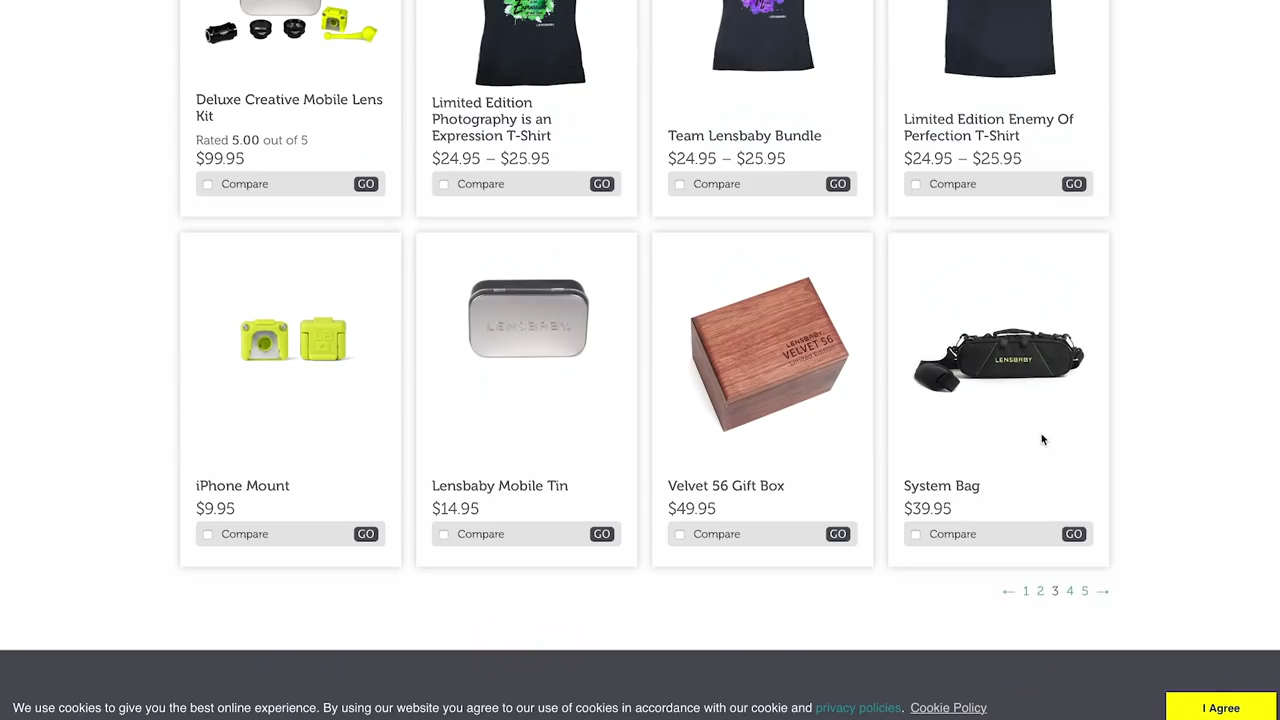 LENSBABY
LENSBABY
Deluxe Creative Mobile Lens
Kit
Rated 5.00 out of 5
$99.95
Compare
GO
Limited Edition
Photography is an
Expression T-Shirt
$24.95 – $25.95
Compare
GO
Team Lensbaby Bundle
$24.95 – $25.95
Compare
GO
Limited Edition Enemy Of
Perfection T-Shirt
$24.95 – $25.95
Compare
GO
iPhone Mount
$9.95
Compare
GO
LENSBABY.
Lensbaby Mobile Tin
$14.95
Compare
GO
LENSBABY.
VELVET 56
Limited Edition
Velvet 56 Gift Box
$49.95
Compare
GO
LENSBABY
System Bag
$39.95
Compare
GO
← 1 2 3 4 5 →
We use cookies to give you the best online experience. By using our website you agree to our use of cookies in accordance with our cookie and privacy policies. Cookie Policy
I Agree